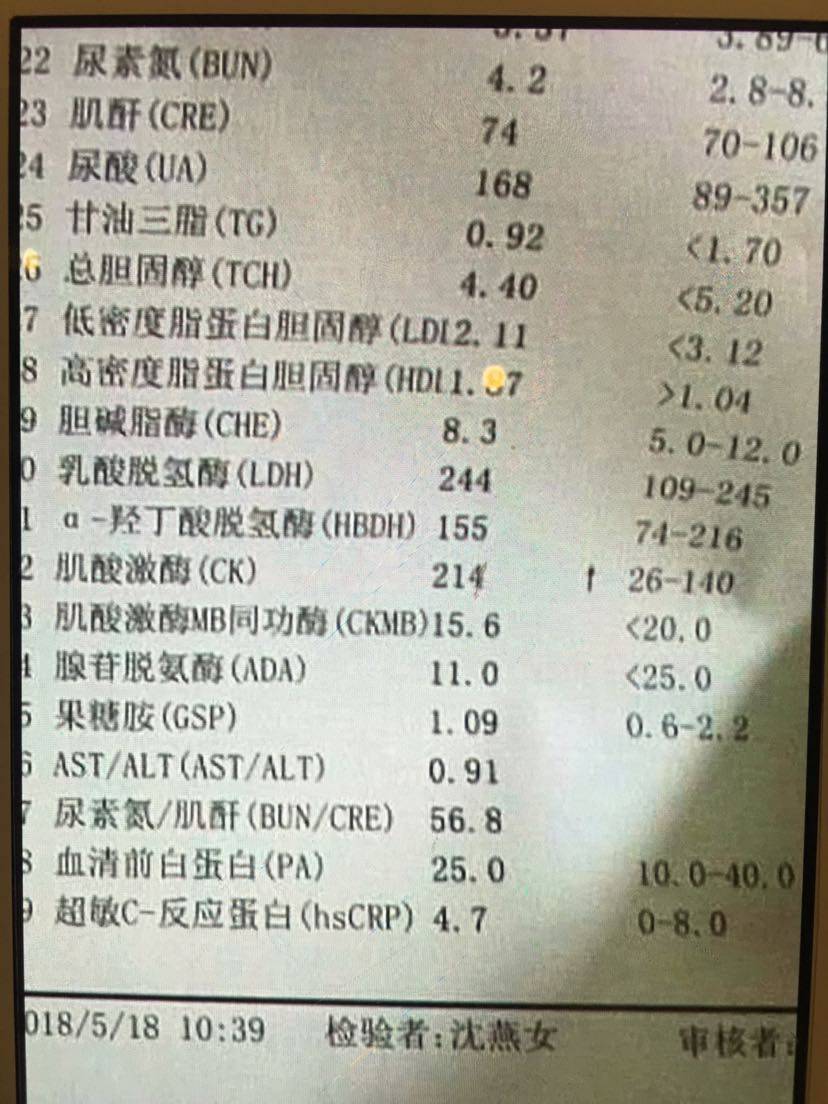 22 尿素氮(BUN) 4.2 2.8-8.
23 肌酐(CRE) 74 70-106
24 尿酸(UA) 168 89-357
25 甘油三脂(TG) 0.92 <1.70
6 总胆固醇(TCH) 4.40 <5.20
7 低密度脂蛋白胆固醇(LDL2.11 <3.12
8 高密度脂蛋白胆固醇(HDL >1.04
9 胆碱脂酶(CHE) 8.3 5.0-12.0
0 乳酸脱氢酶(LDH) 244 109-245
1 α-羟丁酸脱氢酶(HBDH) 155 74-216
2 肌酸激酶(CK) 214 ↑ 26-140
3 肌酸激酶MB同功酶(CKMB)15.6 <20.0
4 腺苷脱氨酶(ADA) 11.0 <25.0
5 果糖胺(GSP) 1.09 0.6-2.2
6 AST/ALT(AST/ALT) 0.91
7 尿素氮/肌酐(BUN/CRE) 56.8
8 血清前白蛋白(PA) 25.0 10.0-40.0
9 超敏C-反应蛋白(hsCRP) 4.7 0-8.0
018/5/18 10:39 检验者:沈燕女 审核者: